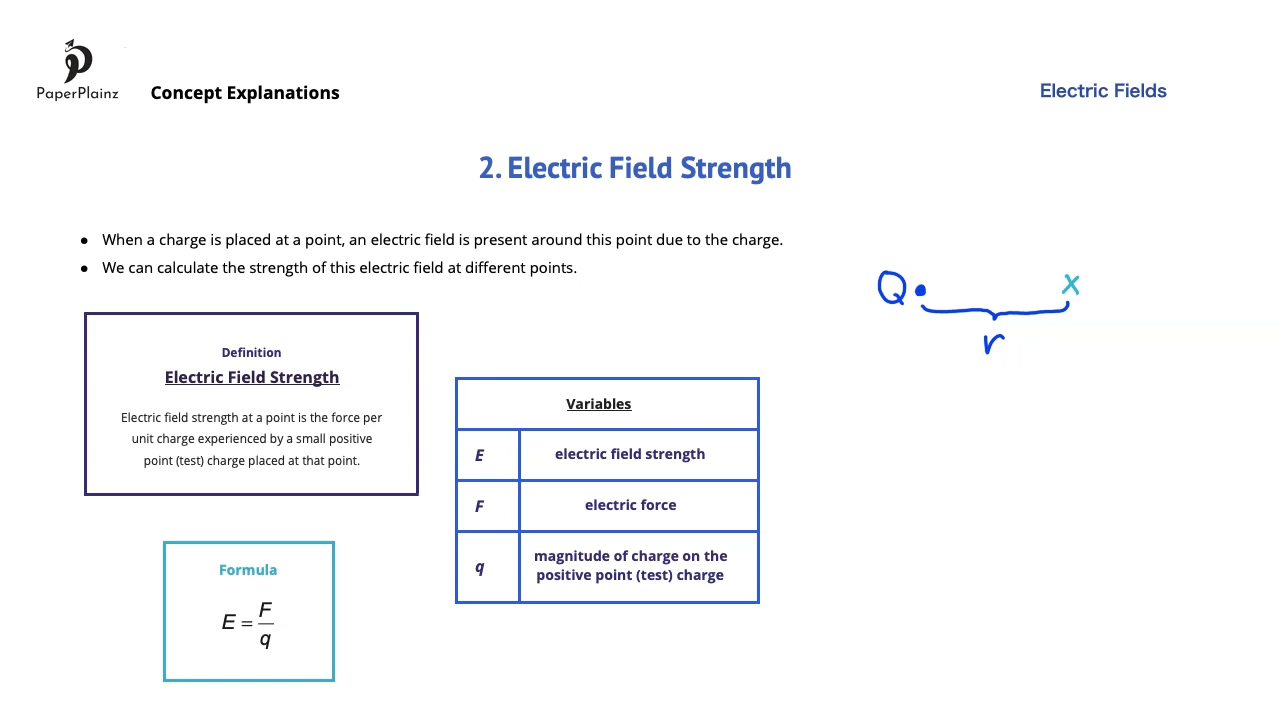 PaperPlainz
Concept Explanations
Electric Fields
2. Electric Field Strength
● When a charge is placed at a point, an electric field is present around this point due to the charge.
● We can calculate the strength of this electric field at different points.
Q
x
r
Definition
Electric Field Strength
Electric field strength at a point is the force per
unit charge experienced by a small positive
point (test) charge placed at that point.
Variables
E electric field strength
F electric force
q magnitude of charge on the
positive point (test) charge
Formula
E = F/q